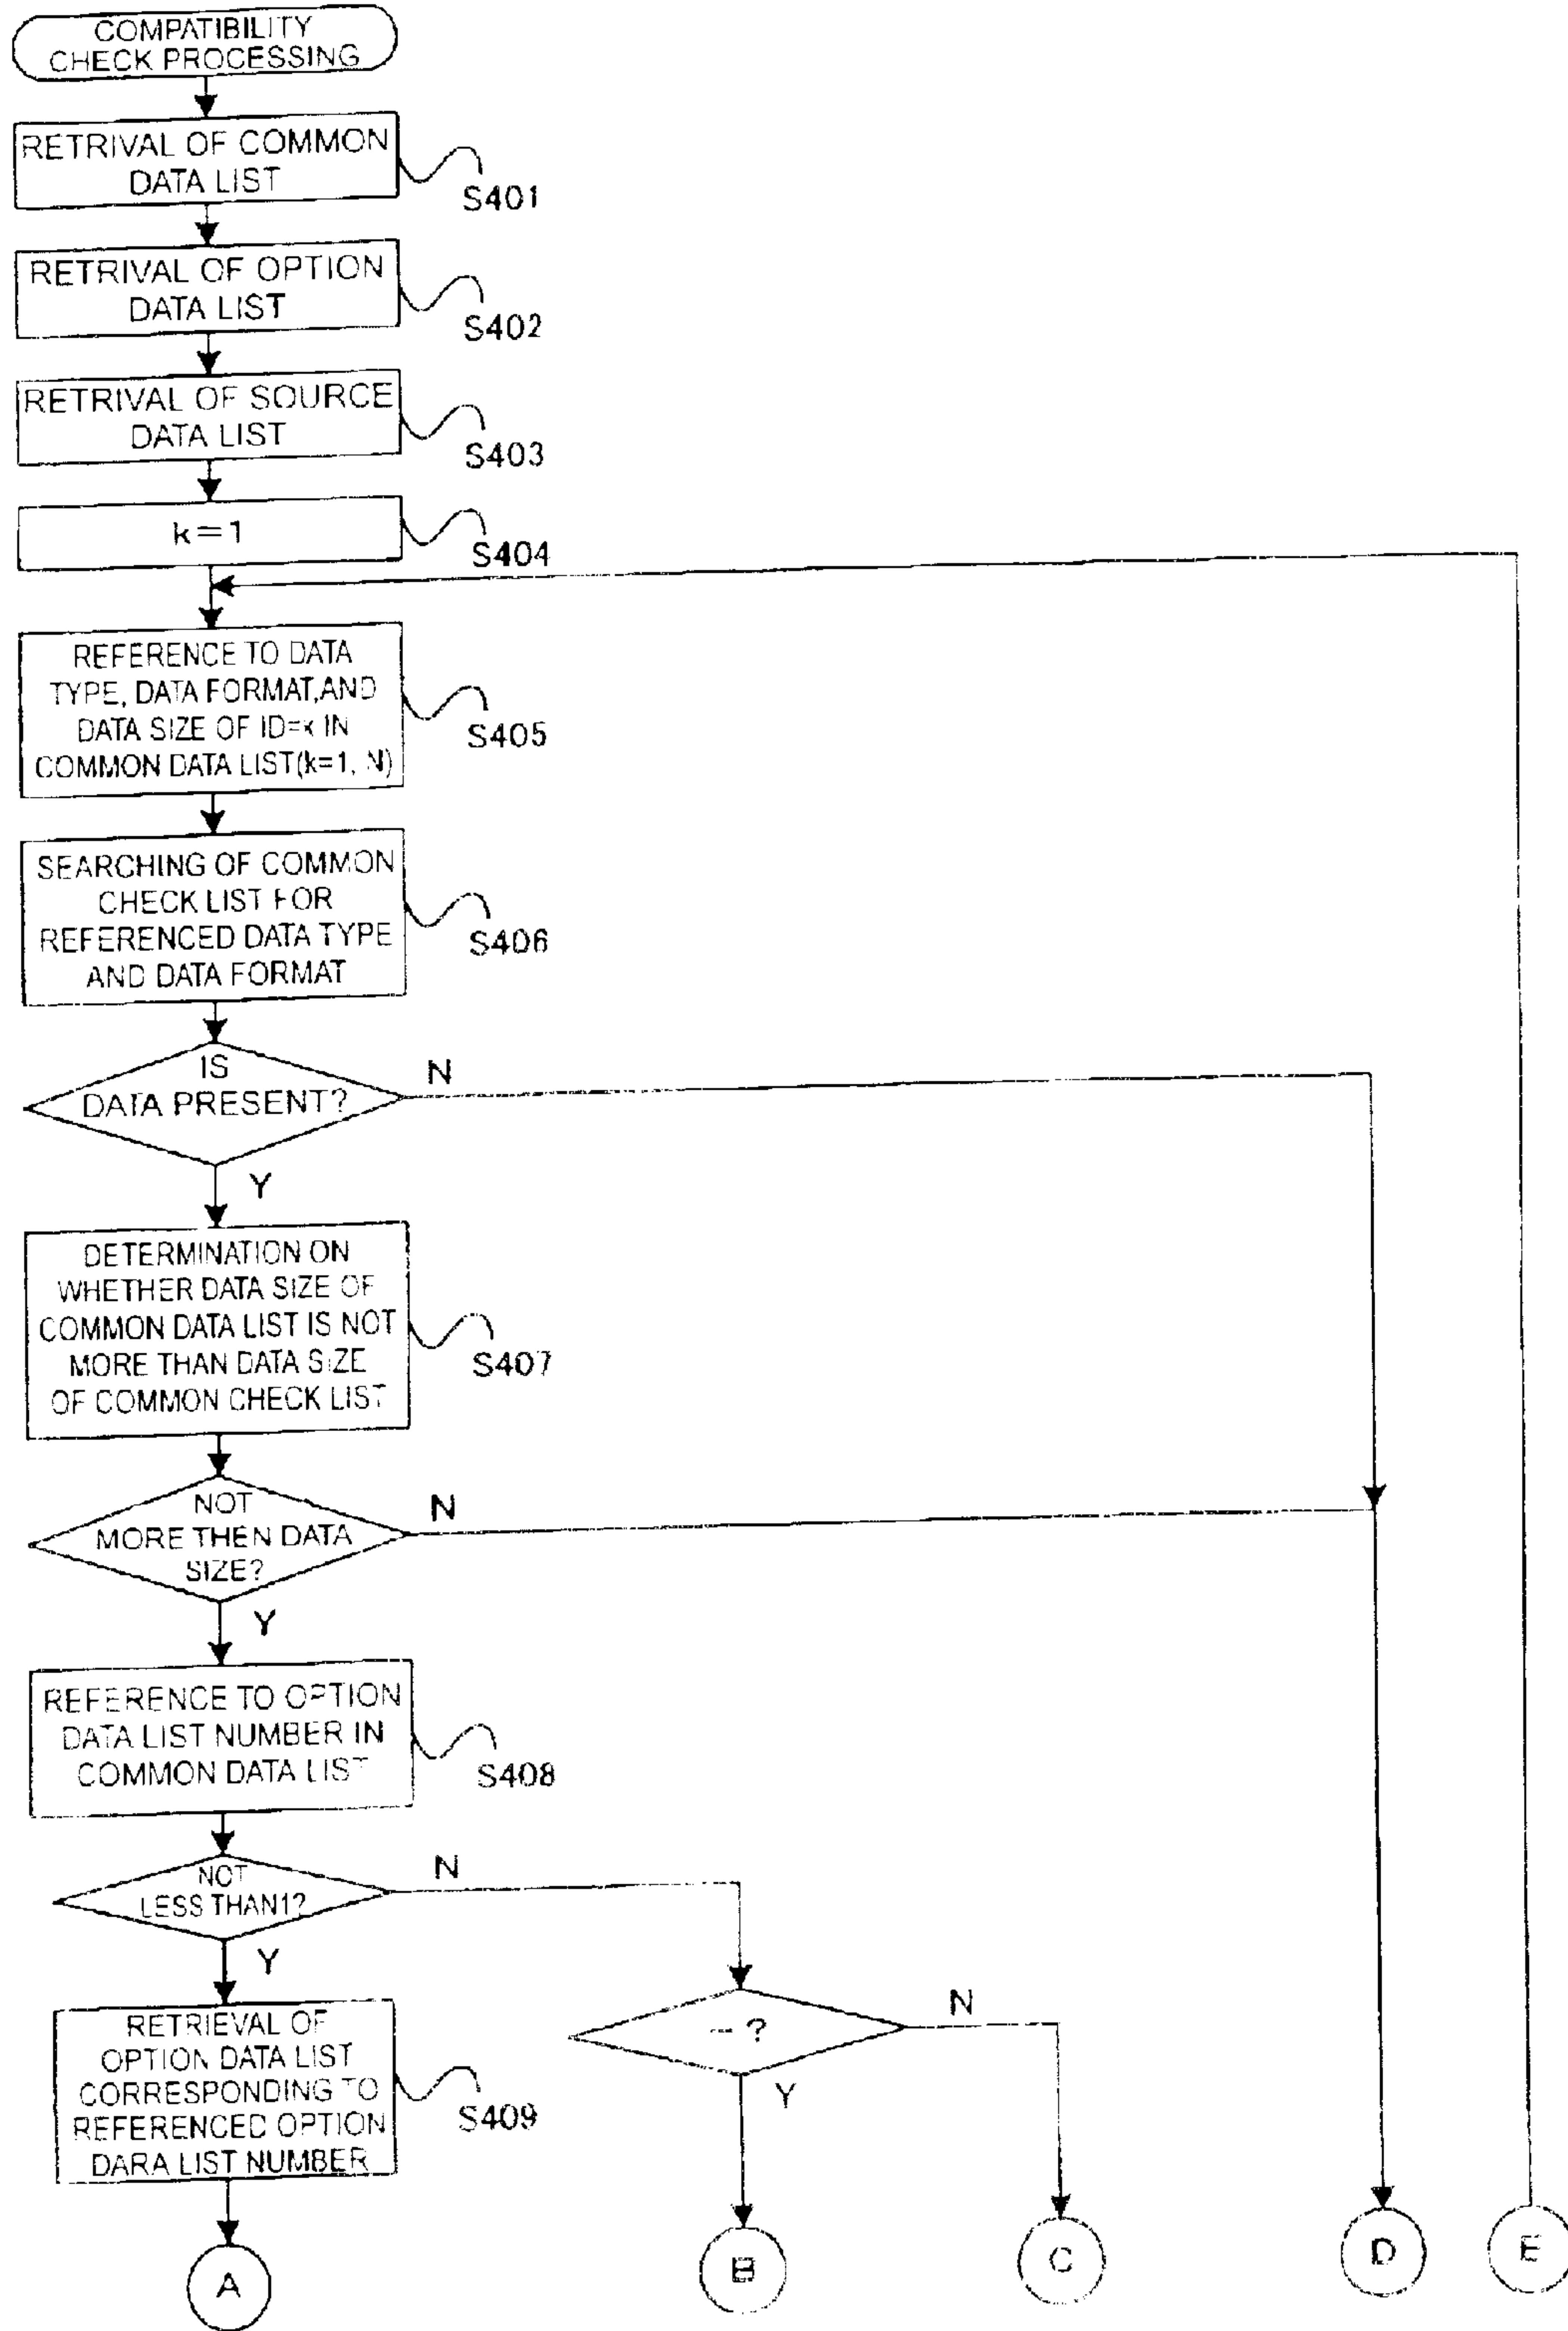 COMPATIBILITY
CHECK PROCESSING
RETRIVAL OF COMMON
DATA LIST
S401
RETRIVAL OF OPTION
DATA LIST
S402
RETRIVAL OF SOURCE
DATA LIST
S403
k=1
S404
REFERENCE TO DATA
TYPE, DATA FORMAT,AND
DATA SIZE OF ID=k IN
COMMON DATA LIST(k=1, N)
S405
SEARCHING OF COMMON
CHECK LIST FOR
REFERENCED DATA TYPE
AND DATA FORMAT
S406
IS
DATA PRESENT?
N
Y
DETERMINATION ON
WHETHER DATA SIZE OF
COMMON DATA LIST IS NOT
MORE THAN DATA SIZE
OF COMMON CHECK LIST
S407
NOT
MORE THEN DATA
SIZE?
N
Y
REFERENCE TO OPTION
DATA LIST NUMBER IN
COMMON DATA LIST
S408
NOT
LESS THAN1?
N
Y
RETRIEVAL OF
OPTION DATA LIST
CORRESPONDING TO
REFERENCED OPTION
DARA LIST NUMBER
S409
– ?
N
Y
A
B
C
D
E